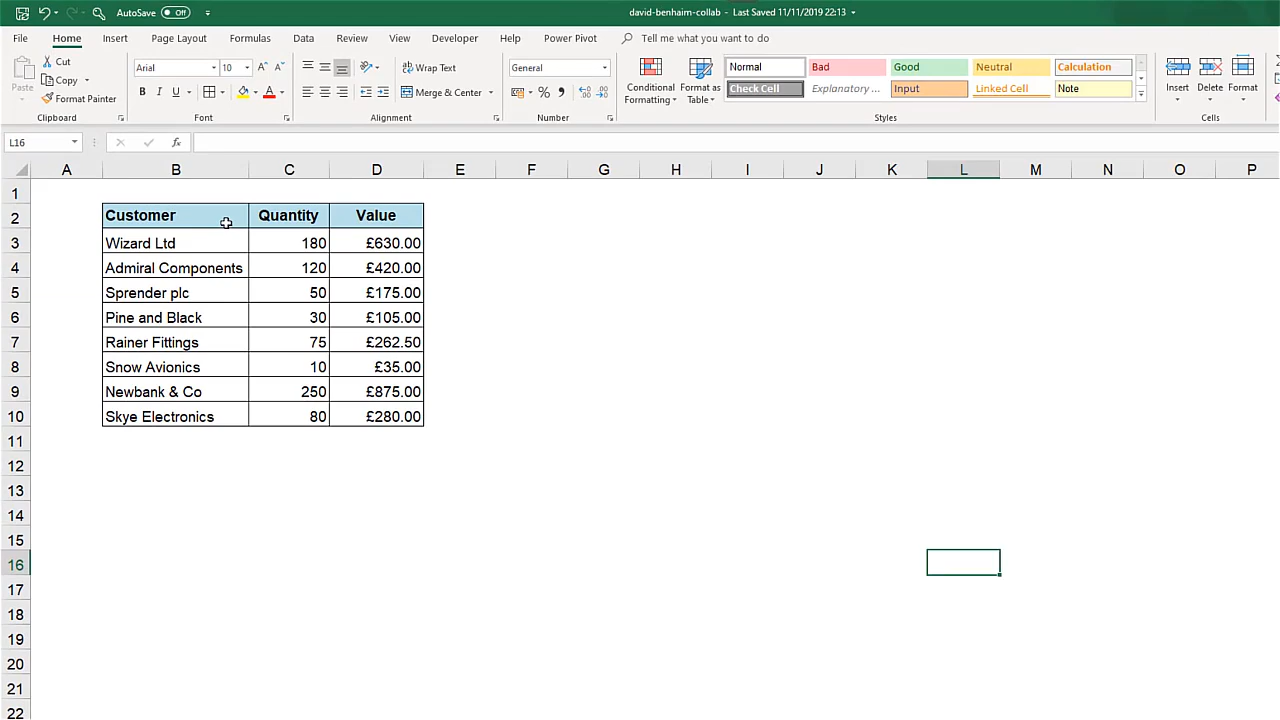 AutoSave Off david-benhaim-collab - Last Saved 11/11/2019 22:13
File Home Insert Page Layout Formulas Data Review View Developer Help Power Pivot Tell me what you want to do
Paste
Cut
Copy
Format Painter
Clipboard
Arial 10
B I U A
Font
Wrap Text
Merge & Center
Alignment
General
%
Number
Conditional Formatting
Format as Table
Normal Bad Good Neutral Calculation
Check Cell Explanatory ... Input Linked Cell Note
Styles
Insert Delete Format
Cells
L16 fx
A B C D E F G H I J K L M N O P
1
2 Customer Quantity Value
3 Wizard Ltd 180 £630.00
4 Admiral Components 120 £420.00
5 Sprender plc 50 £175.00
6 Pine and Black 30 £105.00
7 Rainer Fittings 75 £262.50
8 Snow Avionics 10 £35.00
9 Newbank & Co 250 £875.00
10 Skye Electronics 80 £280.00
11
12
13
14
15
16
17
18
19
20
21
22